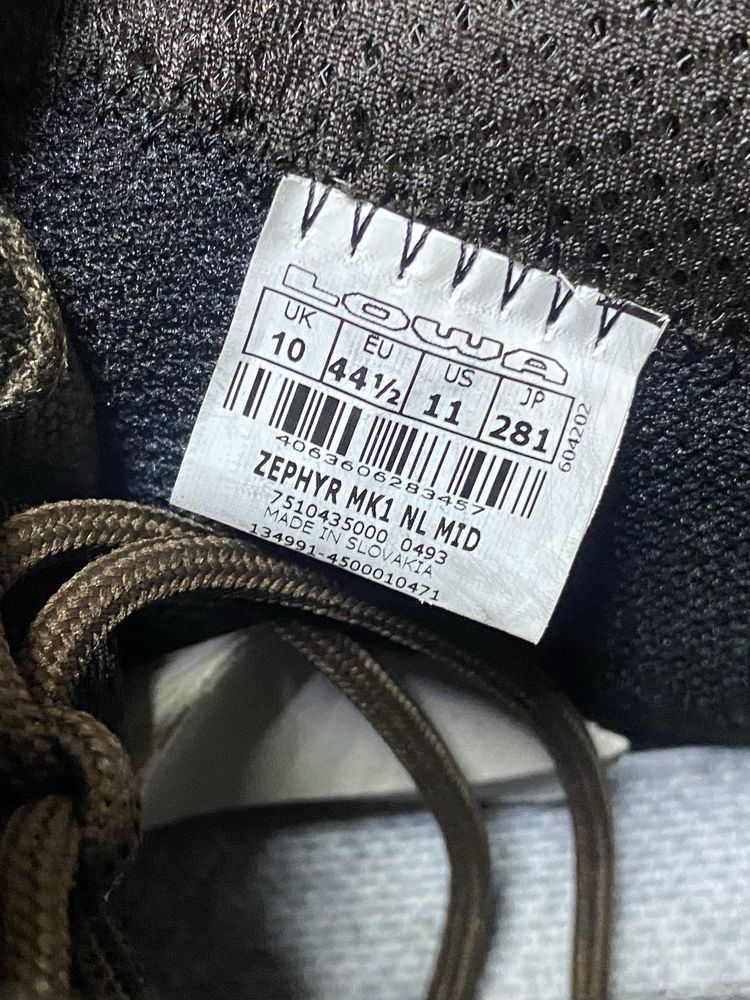 LOWA
UK EU US JP
10 44½ 11 281
604202
4063606283457
ZEPHYR MK1 NL MID
7510435000 0493
MADE IN SLOVAKIA
134991-4500010471